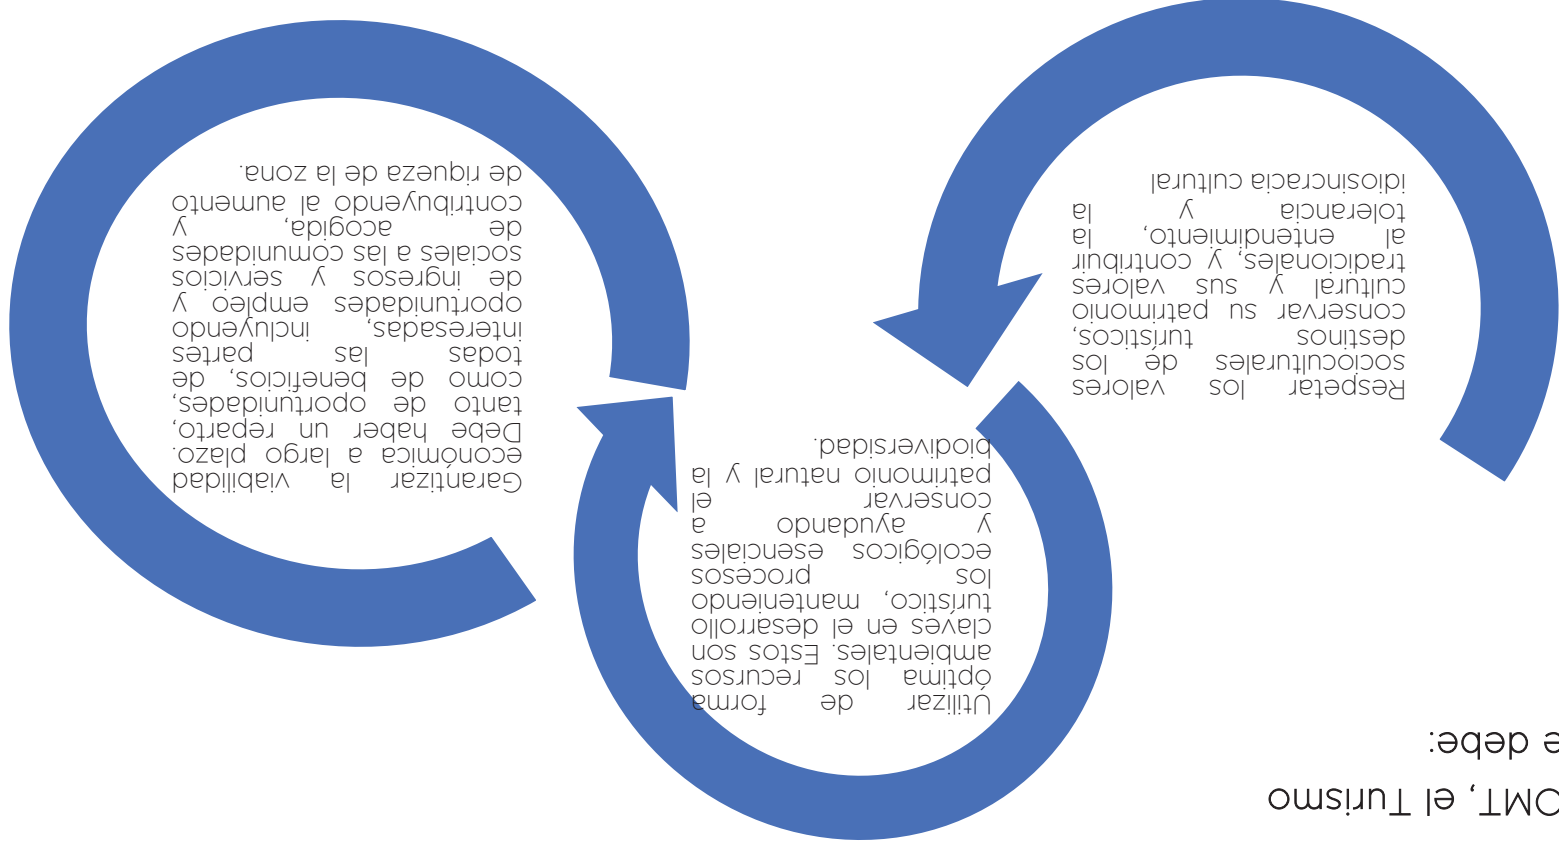 OMT, el Turismo
e debe:
Respetar los valores
socioculturales de los
destinos turísticos,
conservar su patrimonio
cultural y sus valores
tradicionales, y contribuir
al entendimiento, la
tolerancia y la
idiosincracia cultural
Utilizar de forma
óptima los recursos
ambientales. Estos son
claves en el desarrollo
turístico, manteniendo
los procesos
ecológicos esenciales
y ayudando a
conservar el
patrimonio natural y la
biodiversidad.
Garantizar la viabilidad
económica a largo plazo.
Debe haber un reparto,
tanto de oportunidades,
como de beneficios, de
todas las partes
interesadas, incluyendo
oportunidades empleo y
de ingresos y servicios
sociales a las comunidades
de acogida, y
contribuyendo al aumento
de riqueza de la zona.